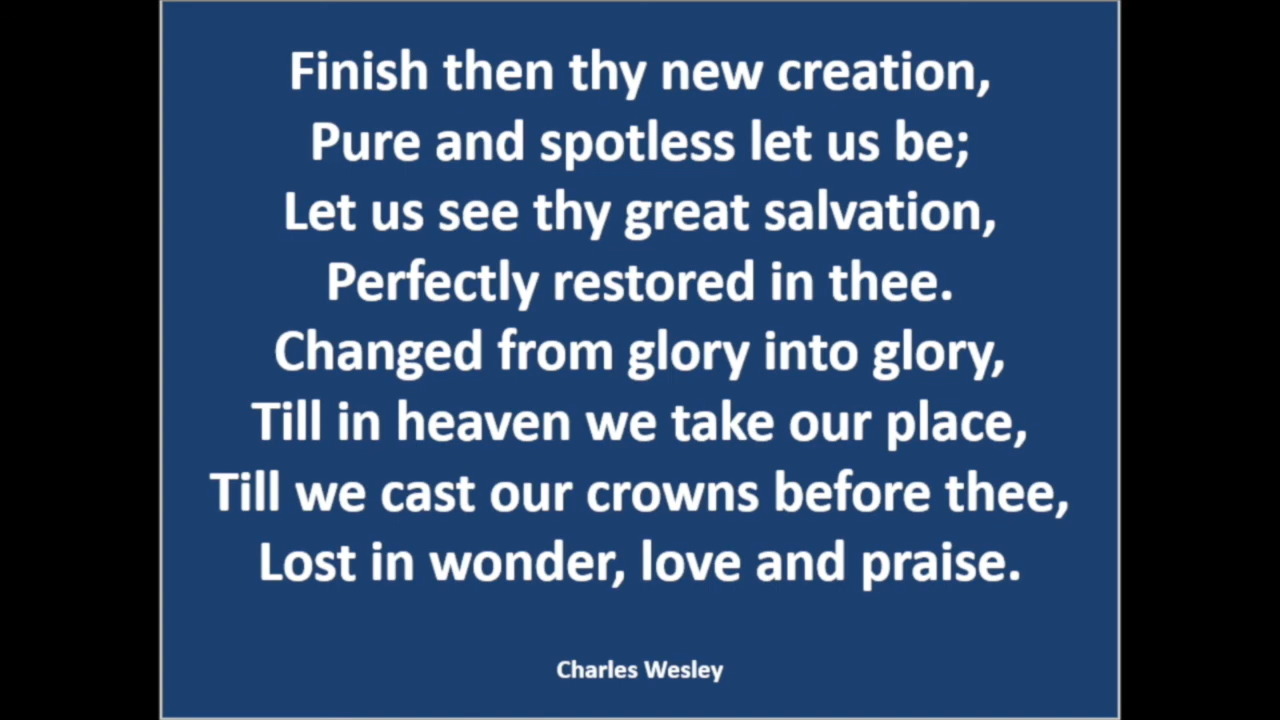 Finish then thy new creation,
Pure and spotless let us be;
Let us see thy great salvation,
Perfectly restored in thee.
Changed from glory into glory,
Till in heaven we take our place,
Till we cast our crowns before thee,
Lost in wonder, love and praise.
Charles Wesley